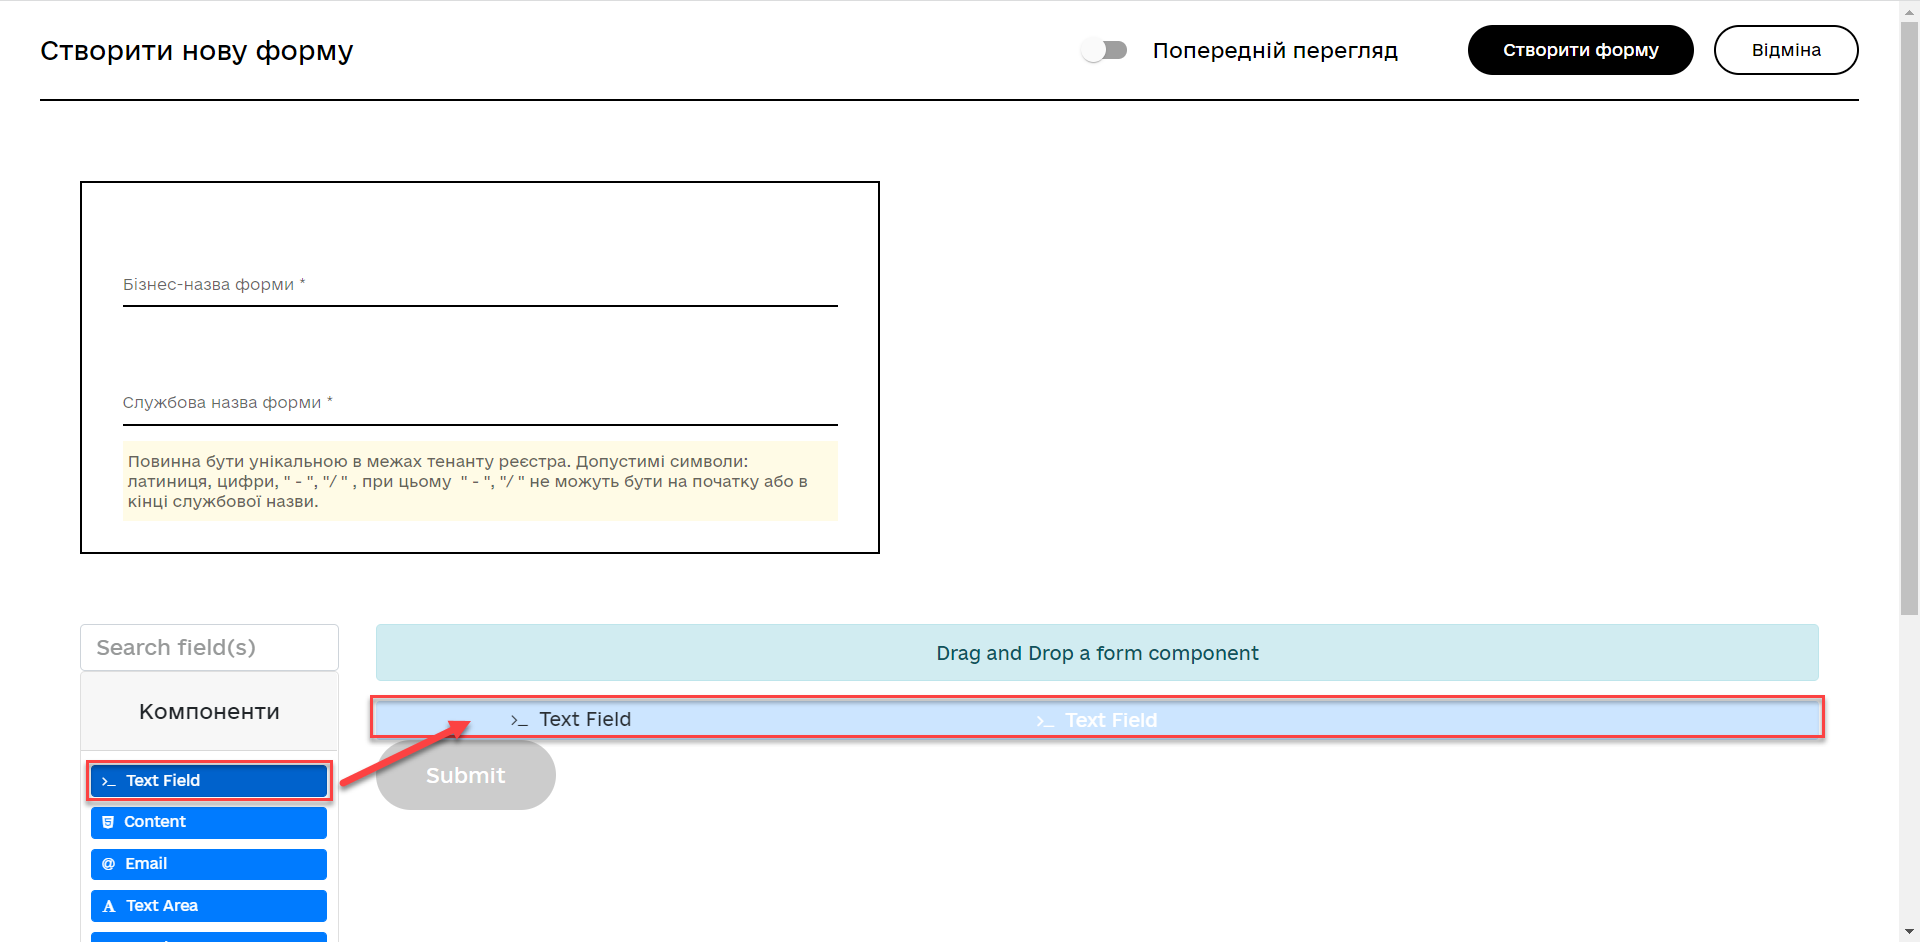 Створити нову форму
Попередній перегляд
Створити форму
Відміна
Бізнес-назва форми *
Службова назва форми *
Повинна бути унікальною в межах тенанту реєстра. Допустимі символи:
латиниця, цифри, " - ", "/ " , при цьому  " - ", "/ " не можуть бути на початку або в
кінці службової назви.
Search field(s)
Drag and Drop a form component
Компоненти
>_ Text Field
>_ Text Field
Submit
>_ Text Field
Content
@ Email
A Text Area